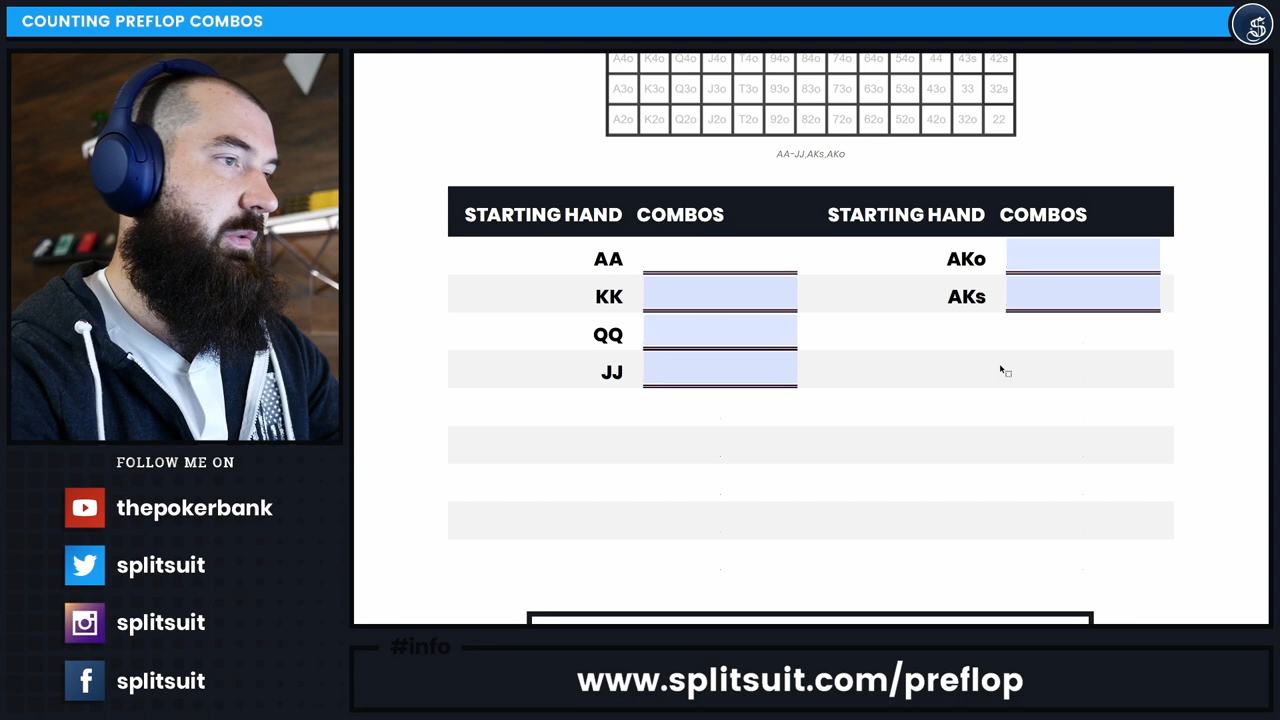 COUNTING PREFLOP COMBOS
A4o K4o Q4o J4o T4o 94o 84o 74o 64o 54o 44 43s 42s
A3o K3o Q3o J3o T3o 93o 83o 73o 63o 53o 43o 33 32s
A2o K2o Q2o J2o T2o 92o 82o 72o 62o 52o 42o 32o 22
AA-JJ,AKs,AKo
STARTING HAND COMBOS STARTING HAND COMBOS
AA AKo
KK AKs
QQ
JJ
FOLLOW ME ON
thepokerbank
splitsuit
splitsuit
splitsuit
#info
www.splitsuit.com/preflop